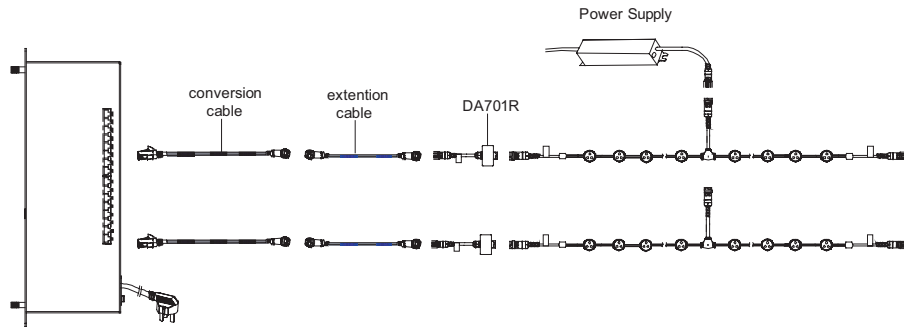 Power Supply
conversion
cable
extention
cable
DA701R